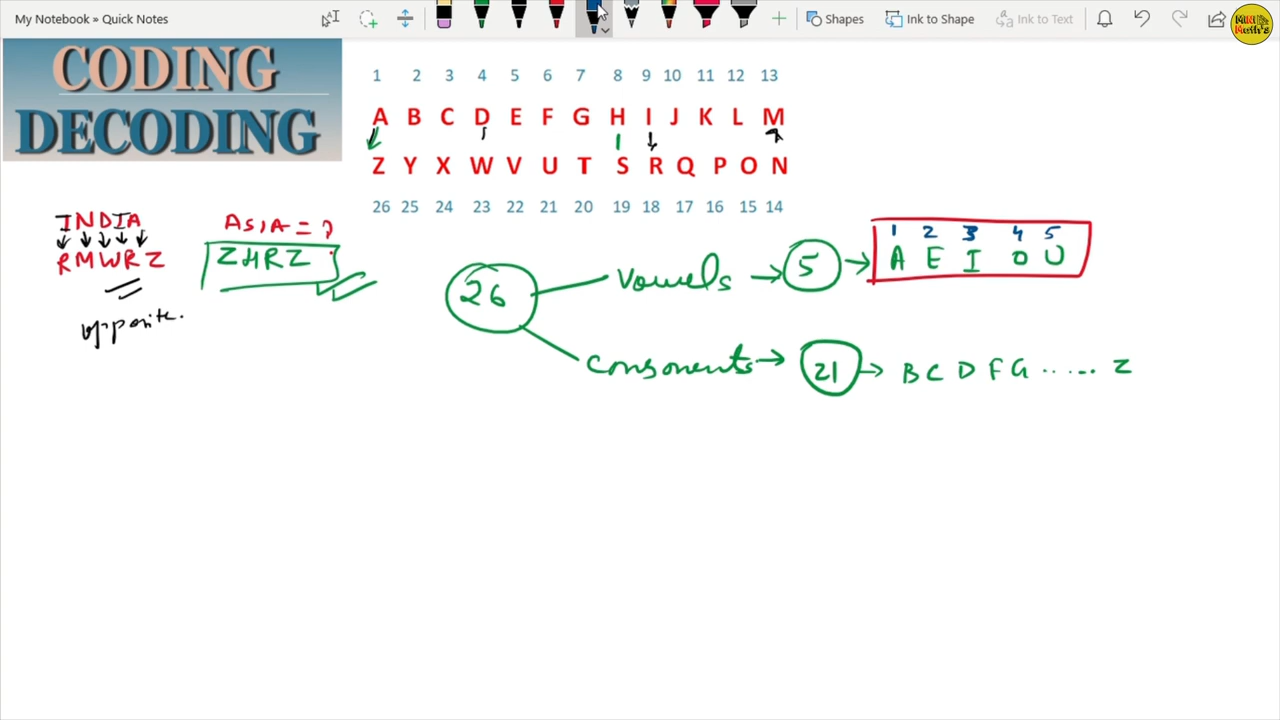 My Notebook » Quick Notes
Shapes
Ink to Shape
Ink to Text
MiKi Math's
CODING
DECODING
1 2 3 4 5 6 7 8 9 10 11 12 13
A B C D E F G H I J K L M
Z Y X W V U T S R Q P O N
26 25 24 23 22 21 20 19 18 17 16 15 14
INDIA
RMWRZ
opposite.
ASIA = ?
ZHRZ
26
Vowels → 5 →
1 2 3 4 5
A E I O U
Consonents → 21 → B C D F G ...... Z